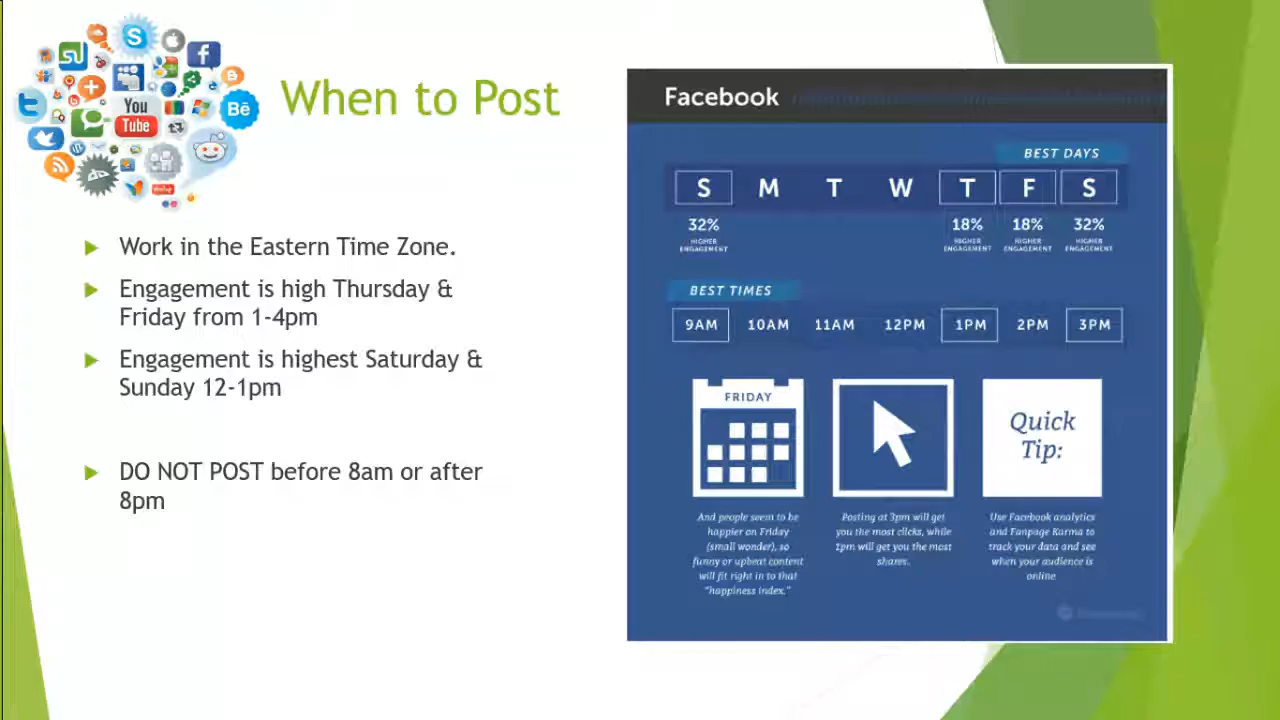 You
Tube
When to Post
Work in the Eastern Time Zone.
Engagement is high Thursday &
Friday from 1-4pm
Engagement is highest Saturday &
Sunday 12-1pm
DO NOT POST before 8am or after
8pm
Facebook
BEST DAYS
S M T W T F S
32% 18% 18% 32%
HIGHER ENGAGEMENT HIGHER ENGAGEMENT HIGHER ENGAGEMENT HIGHER ENGAGEMENT
BEST TIMES
9AM 10AM 11AM 12PM 1PM 2PM 3PM
FRIDAY
And people seem to be
happier on Friday
(small wonder), so
funny or upbeat content
will fit right in to that
"happiness index."
Posting at 3pm will get
you the most clicks, while
1pm will get you the most
shares.
Quick
Tip:
Use Facebook analytics
and Fanpage Karma to
track your data and see
when your audience is
online